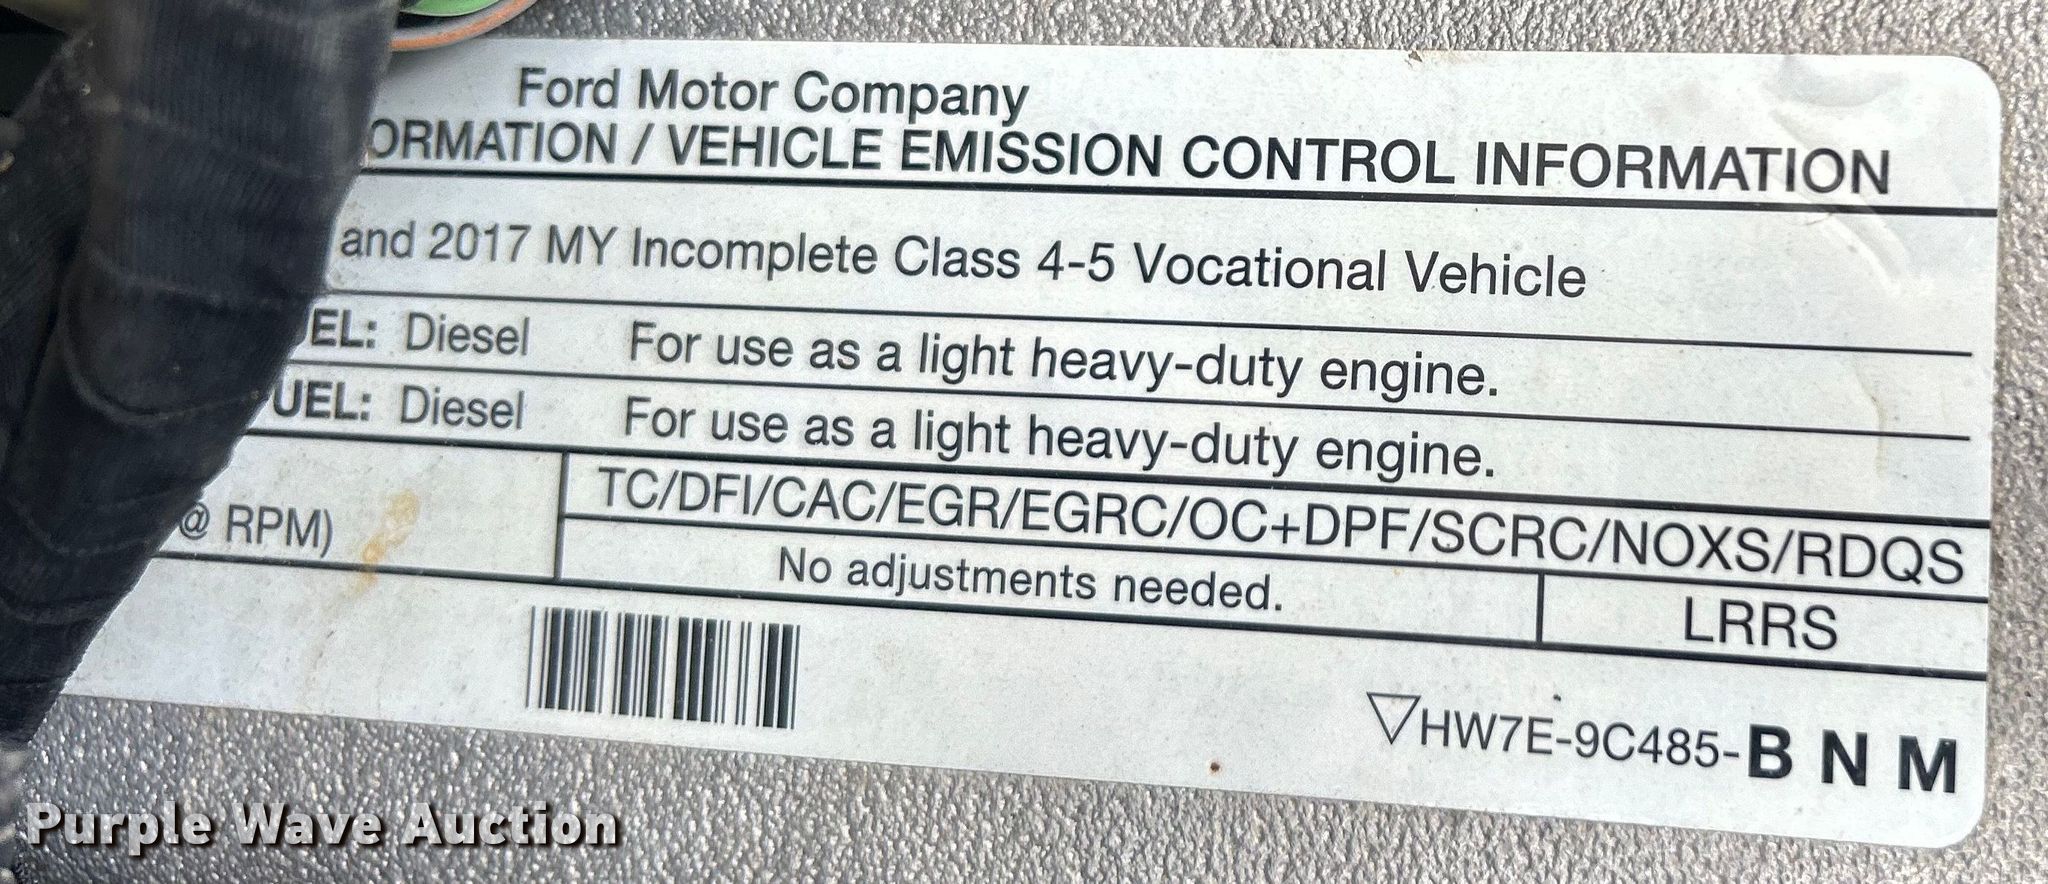 Ford Motor Company
ORMATION / VEHICLE EMISSION CONTROL INFORMATION
and 2017 MY Incomplete Class 4-5 Vocational Vehicle
EL: Diesel For use as a light heavy-duty engine.
UEL: Diesel For use as a light heavy-duty engine.
TC/DFI/CAC/EGR/EGRC/OC+DPF/SCRC/NOXS/RDQS
@ RPM)
No adjustments needed. LRRS
▽HW7E-9C485-B N M
Purple Wave Auction